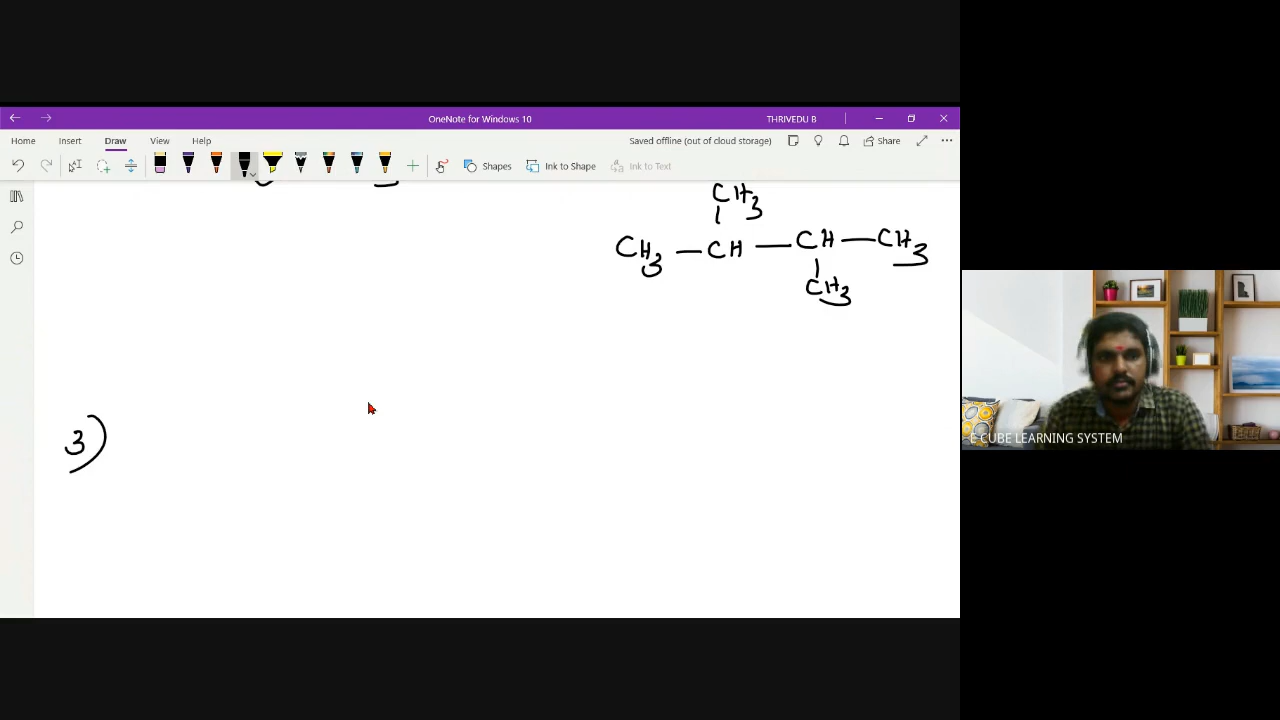 OneNote for Windows 10
THRIVEDU B
Home Insert Draw View Help
Saved offline (out of cloud storage)
Share
Shapes
Ink to Shape
Ink to Text
CH3
CH3 — CH — CH — CH3
CH3
3)
E CUBE LEARNING SYSTEM